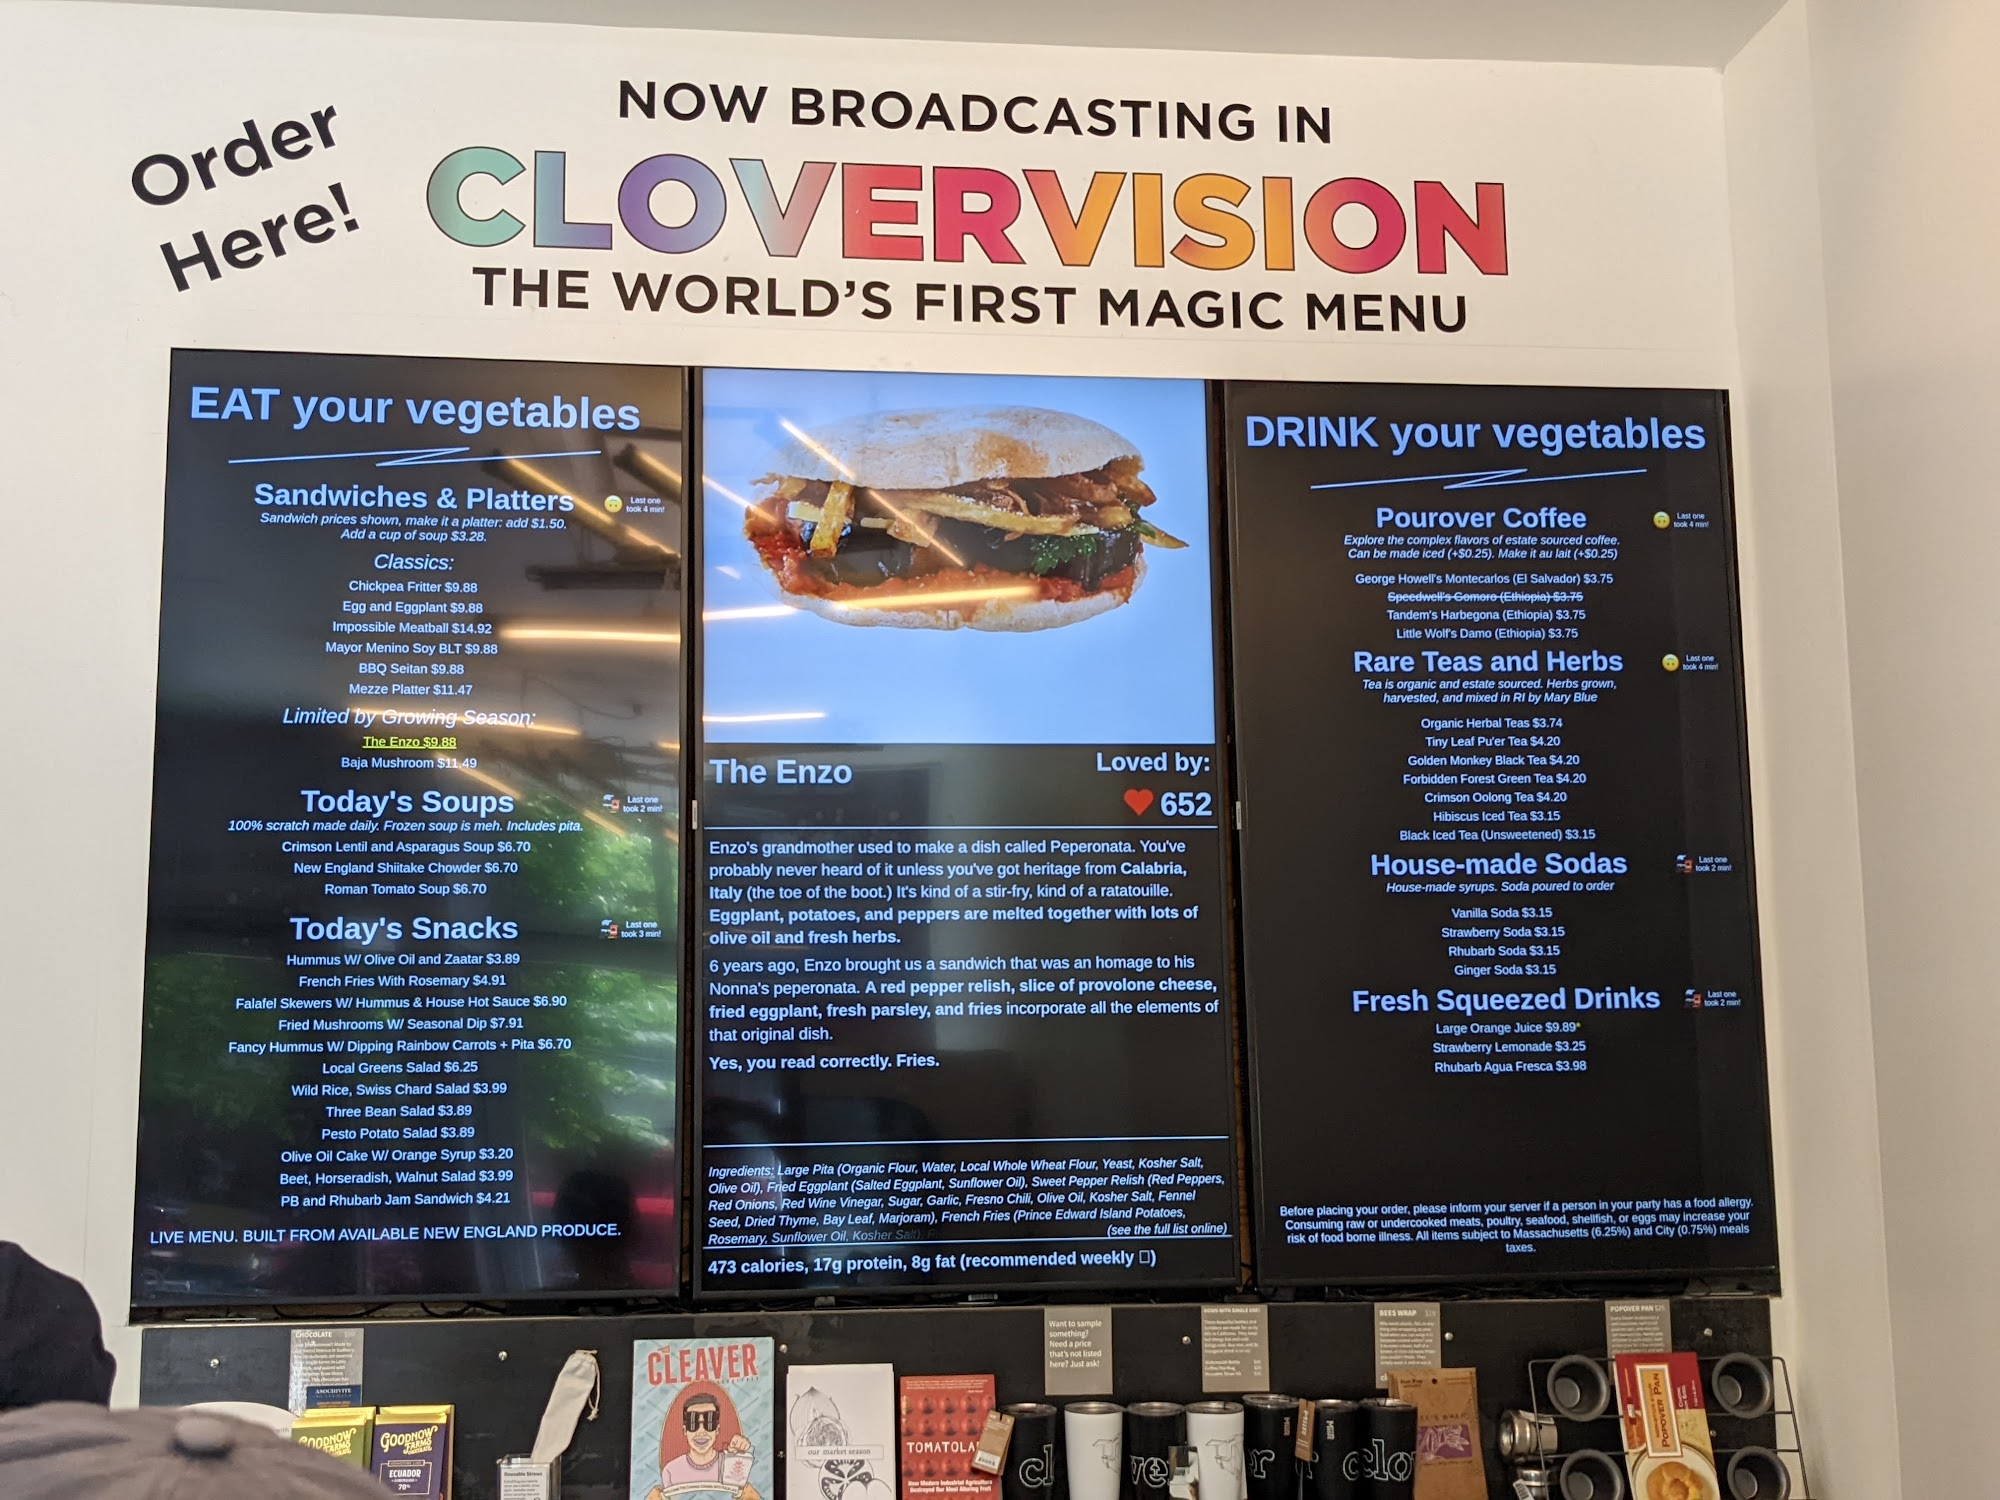 Order
Here!
NOW BROADCASTING IN
CLOVERVISION
THE WORLD'S FIRST MAGIC MENU
EAT your vegetables
Sandwiches & Platters
Last one
took 4 min!
Sandwich prices shown, make it a platter: add $1.50.
Add a cup of soup $3.28.
Classics:
Chickpea Fritter $9.88
Egg and Eggplant $9.88
Impossible Meatball $14.92
Mayor Menino Soy BLT $9.88
BBQ Seitan $9.88
Mezze Platter $11.47
Limited by Growing Season:
The Enzo $9.88
Baja Mushroom $11.49
Today's Soups
Last one
took 2 min!
100% scratch made daily. Frozen soup is meh. Includes pita.
Crimson Lentil and Asparagus Soup $6.70
New England Shiitake Chowder $6.70
Roman Tomato Soup $6.70
Today's Snacks
Last one
took 3 min!
Hummus W/ Olive Oil and Zaatar $3.89
French Fries With Rosemary $4.91
Falafel Skewers W/ Hummus & House Hot Sauce $6.90
Fried Mushrooms W/ Seasonal Dip $7.91
Fancy Hummus W/ Dipping Rainbow Carrots + Pita $6.70
Local Greens Salad $6.25
Wild Rice, Swiss Chard Salad $3.99
Three Bean Salad $3.89
Pesto Potato Salad $3.89
Olive Oil Cake W/ Orange Syrup $3.20
Beet, Horseradish, Walnut Salad $3.99
PB and Rhubarb Jam Sandwich $4.21
LIVE MENU. BUILT FROM AVAILABLE NEW ENGLAND PRODUCE.
The Enzo
Loved by:
652
Enzo's grandmother used to make a dish called Peperonata. You've
probably never heard of it unless you've got heritage from Calabria,
Italy (the toe of the boot.) It's kind of a stir-fry, kind of a ratatouille.
Eggplant, potatoes, and peppers are melted together with lots of
olive oil and fresh herbs.
6 years ago, Enzo brought us a sandwich that was an homage to his
Nonna's peperonata. A red pepper relish, slice of provolone cheese,
fried eggplant, fresh parsley, and fries incorporate all the elements of
that original dish.
Yes, you read correctly. Fries.
Ingredients: Large Pita (Organic Flour, Water, Local Whole Wheat Flour, Yeast, Kosher Salt,
Olive Oil), Fried Eggplant (Salted Eggplant, Sunflower Oil), Sweet Pepper Relish (Red Peppers,
Red Onions, Red Wine Vinegar, Sugar, Garlic, Fresno Chili, Olive Oil, Kosher Salt, Fennel
Seed, Dried Thyme, Bay Leaf, Marjoram), French Fries (Prince Edward Island Potatoes,
Rosemary, Sunflower Oil, Kosher Salt)
(see the full list online)
473 calories, 17g protein, 8g fat (recommended weekly )
DRINK your vegetables
Pourover Coffee
Last one
took 4 min!
Explore the complex flavors of estate sourced coffee.
Can be made iced (+$0.25). Make it au lait (+$0.25)
George Howell's Montecarlos (El Salvador) $3.75
Speedwell's Gomoro (Ethiopia) $3.75
Tandem's Harbegona (Ethiopia) $3.75
Little Wolf's Damo (Ethiopia) $3.75
Rare Teas and Herbs
Last one
took 4 min!
Tea is organic and estate sourced. Herbs grown,
harvested, and mixed in RI by Mary Blue
Organic Herbal Teas $3.74
Tiny Leaf Pu'er Tea $4.20
Golden Monkey Black Tea $4.20
Forbidden Forest Green Tea $4.20
Crimson Oolong Tea $4.20
Hibiscus Iced Tea $3.15
Black Iced Tea (Unsweetened) $3.15
House-made Sodas
Last one
took 2 min!
House-made syrups. Soda poured to order
Vanilla Soda $3.15
Strawberry Soda $3.15
Rhubarb Soda $3.15
Ginger Soda $3.15
Fresh Squeezed Drinks
Last one
took 2 min!
Large Orange Juice $9.89*
Strawberry Lemonade $3.25
Rhubarb Agua Fresca $3.98
Before placing your order, please inform your server if a person in your party has a food allergy.
Consuming raw or undercooked meats, poultry, seafood, shellfish, or eggs may increase your
risk of food borne illness. All items subject to Massachusetts (6.25%) and City (0.75%) meals
taxes.
CHOCOLATE
Want to sample
something?
Need a price
that's not listed
here? Just ask!
BEES WRAP
POPOVER PAN $25
GOODNOW
FARMS
GOODNOW
FARMS
ECUADOR
70%
CLEAVER
our market season
TOMATOLAND
How Modern Industrial Agriculture
Destroyed Our Most Alluring Fruit
POPOVER PAN